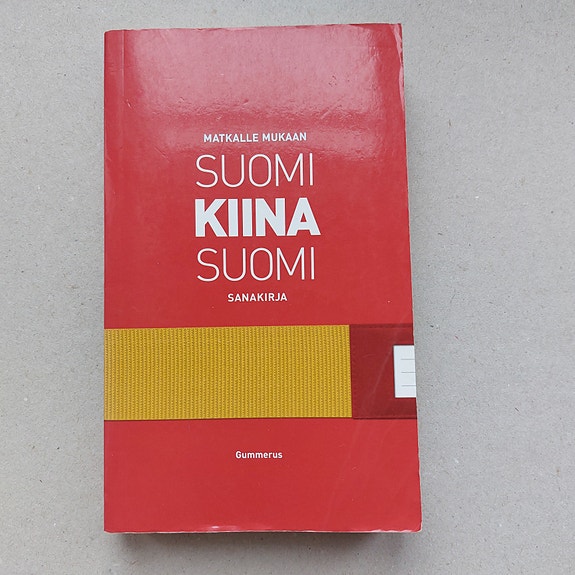 MATKALLE MUKAAN
SUOMI
KIINA
SUOMI
SANAKIRJA
Gummerus